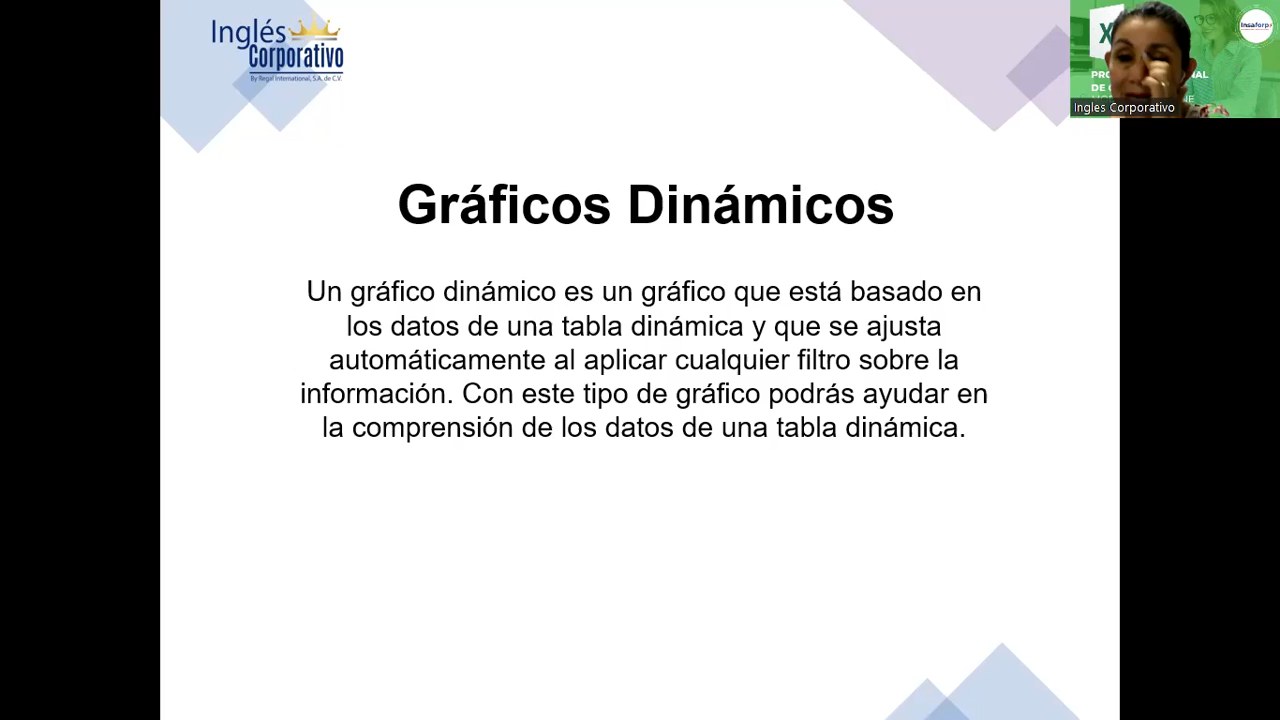 Inglés
Corporativo
By Regal International, S.A. de C.V.
Insaforp
Ingles Corporativo
Gráficos Dinámicos
Un gráfico dinámico es un gráfico que está basado en
los datos de una tabla dinámica y que se ajusta
automáticamente al aplicar cualquier filtro sobre la
información. Con este tipo de gráfico podrás ayudar en
la comprensión de los datos de una tabla dinámica.